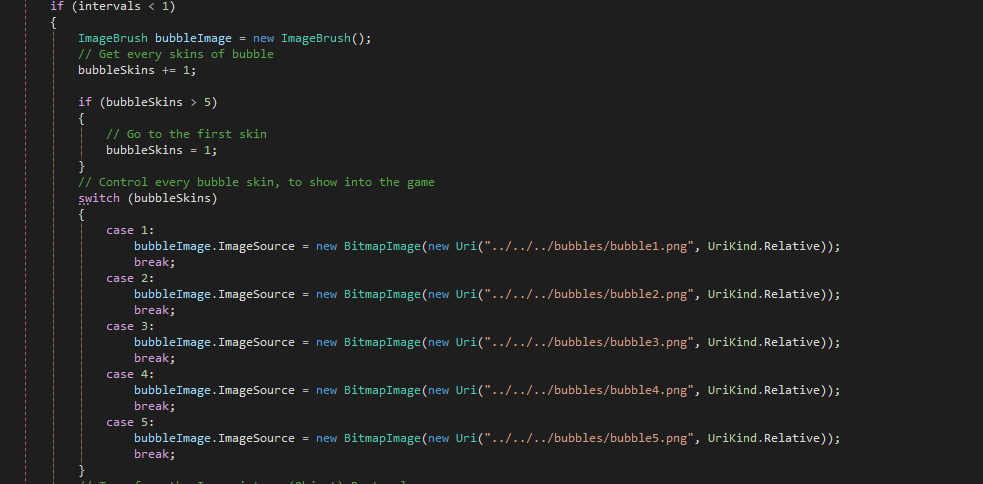 if (intervals < 1)
{
ImageBrush bubbleImage = new ImageBrush();
// Get every skins of bubble
bubbleSkins += 1;
if (bubbleSkins > 5)
{
// Go to the first skin
bubbleSkins = 1;
}
// Control every bubble skin, to show into the game
switch (bubbleSkins)
{
case 1:
bubbleImage.ImageSource = new BitmapImage(new Uri("../../../bubbles/bubble1.png", UriKind.Relative));
break;
case 2:
bubbleImage.ImageSource = new BitmapImage(new Uri("../../../bubbles/bubble2.png", UriKind.Relative));
break;
case 3:
bubbleImage.ImageSource = new BitmapImage(new Uri("../../../bubbles/bubble3.png", UriKind.Relative));
break;
case 4:
bubbleImage.ImageSource = new BitmapImage(new Uri("../../../bubbles/bubble4.png", UriKind.Relative));
break;
case 5:
bubbleImage.ImageSource = new BitmapImage(new Uri("../../../bubbles/bubble5.png", UriKind.Relative));
break;
}